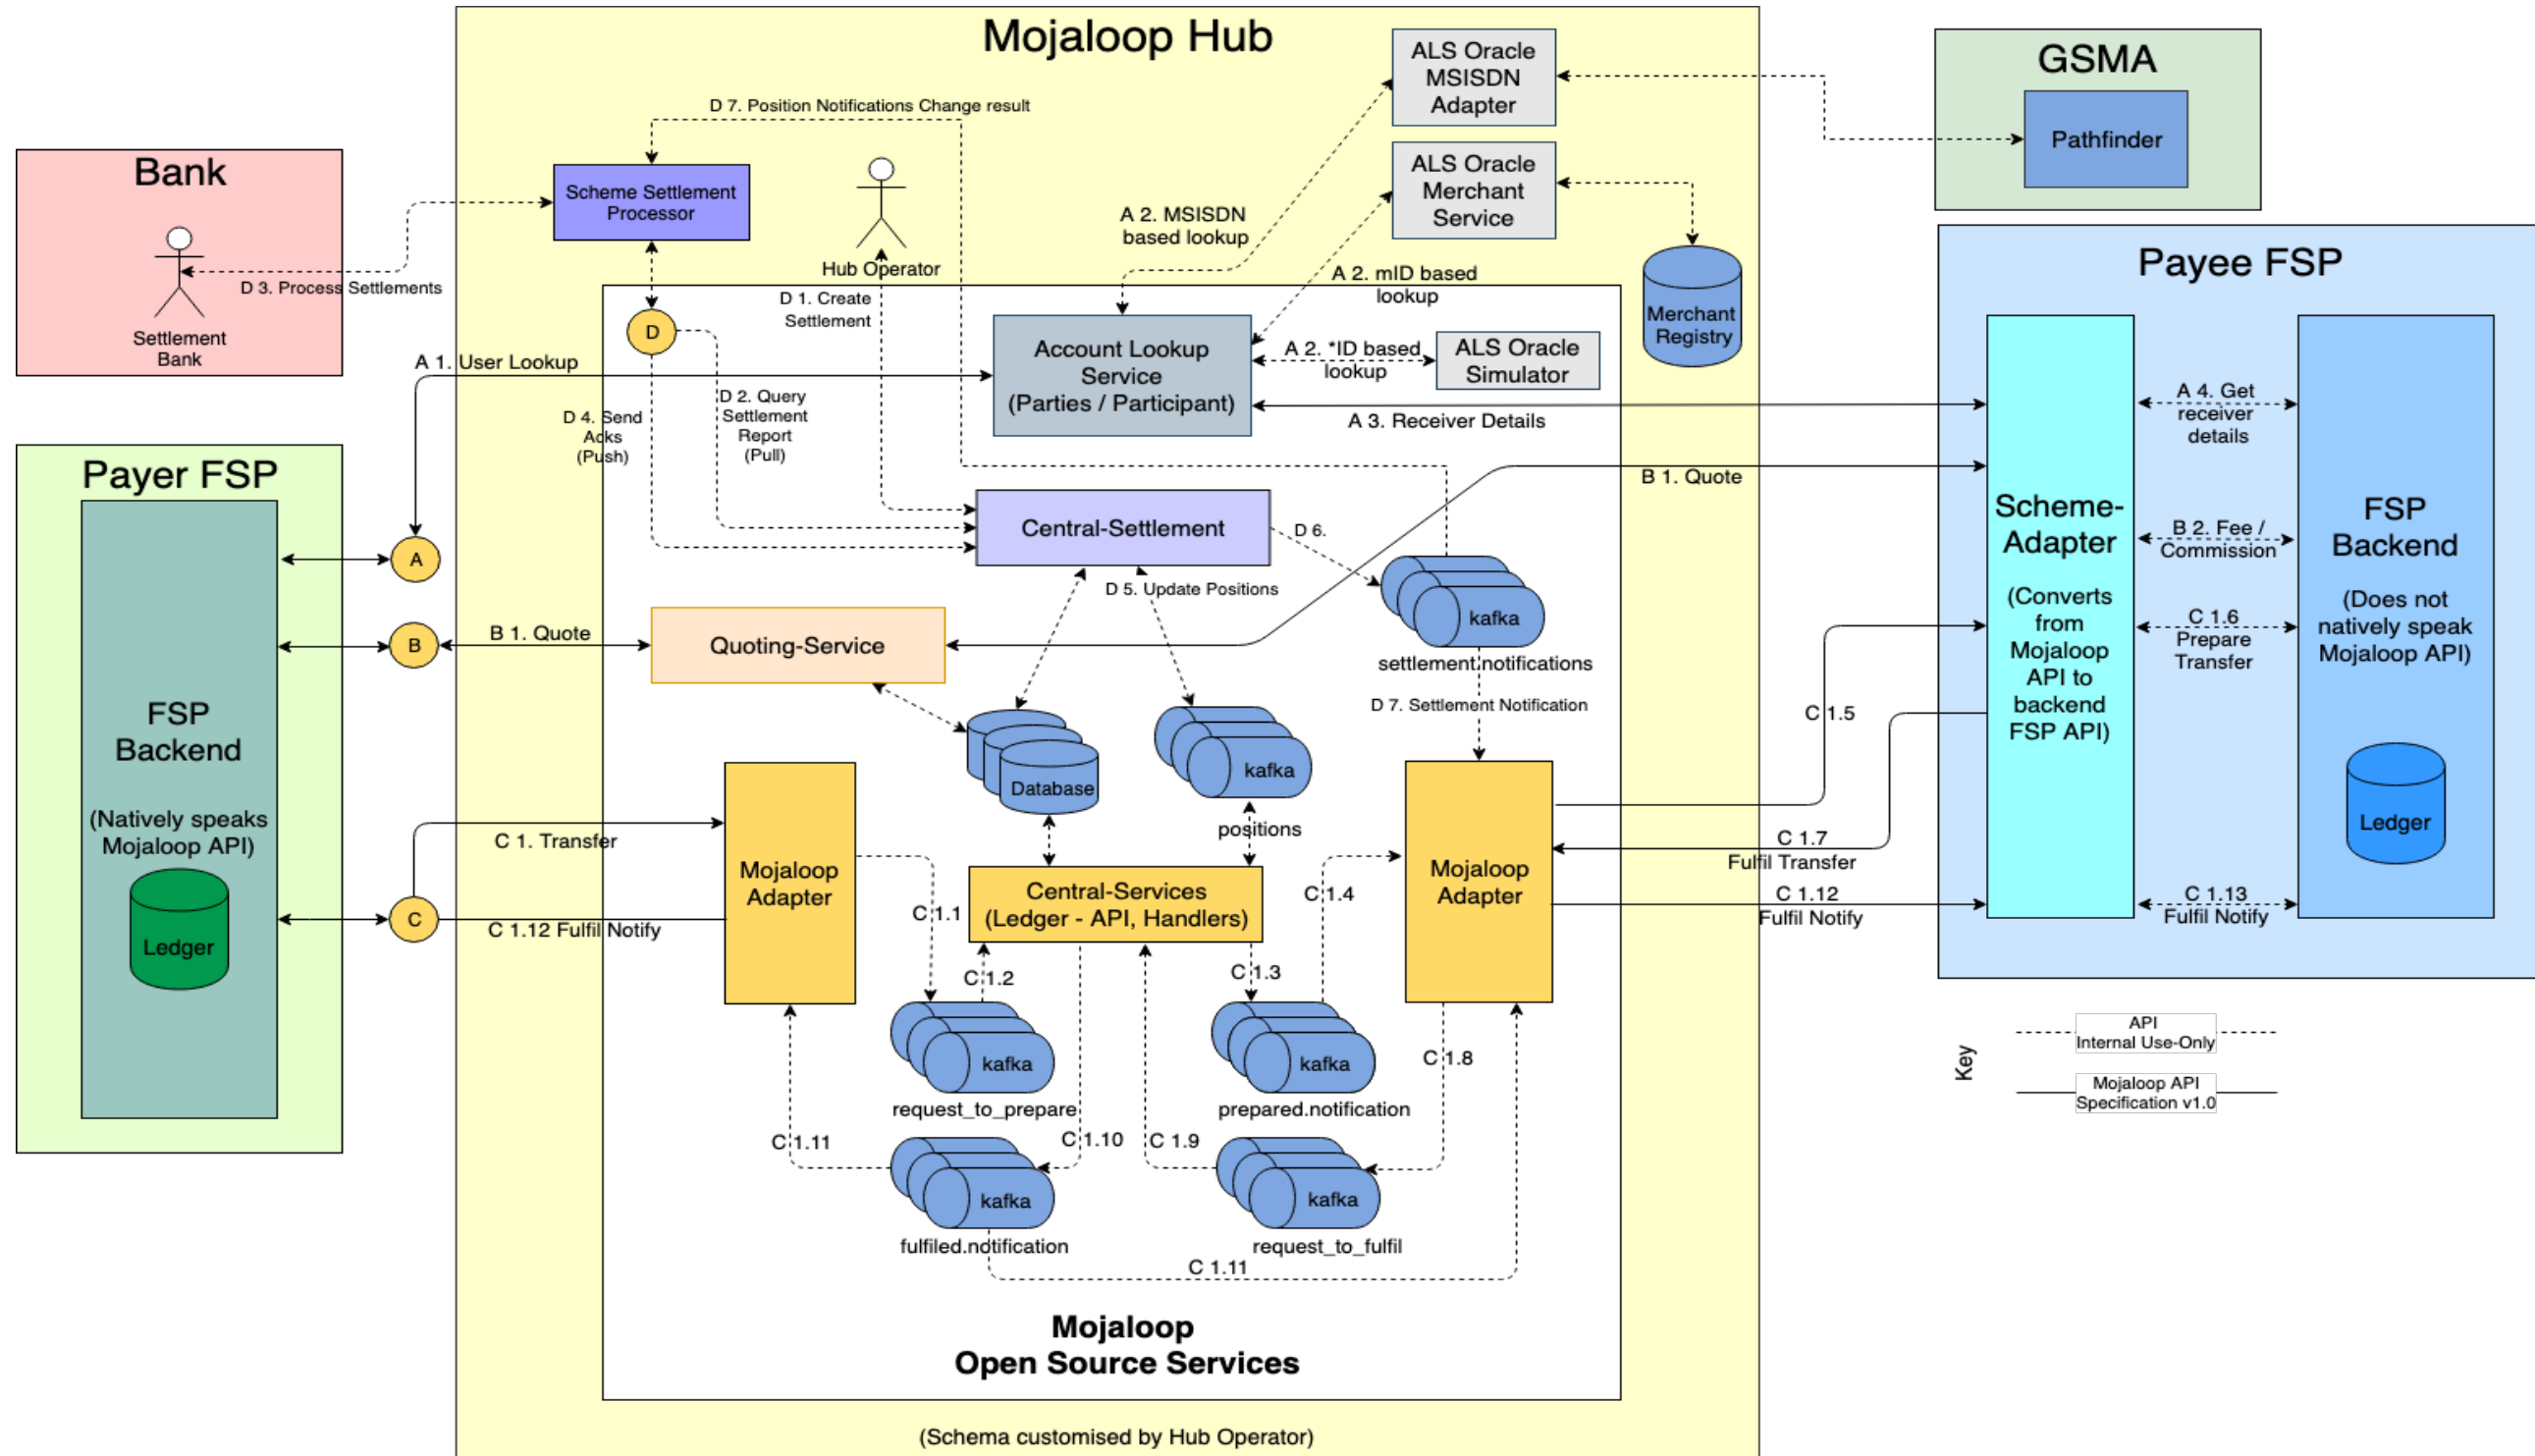 Mojaloop Hub
ALS Oracle
MSISDN
Adapter
GSMA
Pathfinder
D 7. Position Notifications Change result
Bank
Settlement
Bank
D 3. Process Settlements
Scheme Settlement
Processor
Hub Operator
ALS Oracle
Merchant
Service
A 2. MSISDN
based lookup
A 2. mID based
lookup
Merchant
Registry
D 1. Create
Settlement
D
A 1. User Lookup
Account Lookup
Service
(Parties / Participant)
A 2. *ID based
lookup
ALS Oracle
Simulator
A 3. Receiver Details
D 4. Send
Acks
(Push)
D 2. Query
Settlement
Report
(Pull)
Payee FSP
A 4. Get
receiver
details
Payer FSP
B 1. Quote
Central-Settlement
D 6.
D 5. Update Positions
kafka
settlement.notifications
D 7. Settlement Notification
Scheme-
Adapter
(Converts
from
Mojaloop
API to
backend
FSP API)
B 2. Fee /
Commission
FSP
Backend
(Does not
natively speak
Mojaloop API)
C 1.6
Prepare
Transfer
Ledger
A
B
B 1. Quote
Quoting-Service
FSP
Backend
(Natively speaks
Mojaloop API)
Ledger
Database
kafka
positions
C 1.5
C 1. Transfer
Mojaloop
Adapter
C
C 1.12 Fulfil Notify
Central-Services
(Ledger - API, Handlers)
Mojaloop
Adapter
C 1.7
Fulfil Transfer
C 1.12
Fulfil Notify
C 1.13
Fulfil Notify
C 1.1
C 1.2
C 1.3
C 1.4
kafka
request_to_prepare
kafka
prepared.notification
C 1.8
C 1.11
C 1.10
C 1.9
kafka
fulfiled.notification
kafka
request_to_fulfil
C 1.11
Key
API
Internal Use-Only
Mojaloop API
Specification v1.0
Mojaloop
Open Source Services
(Schema customised by Hub Operator)